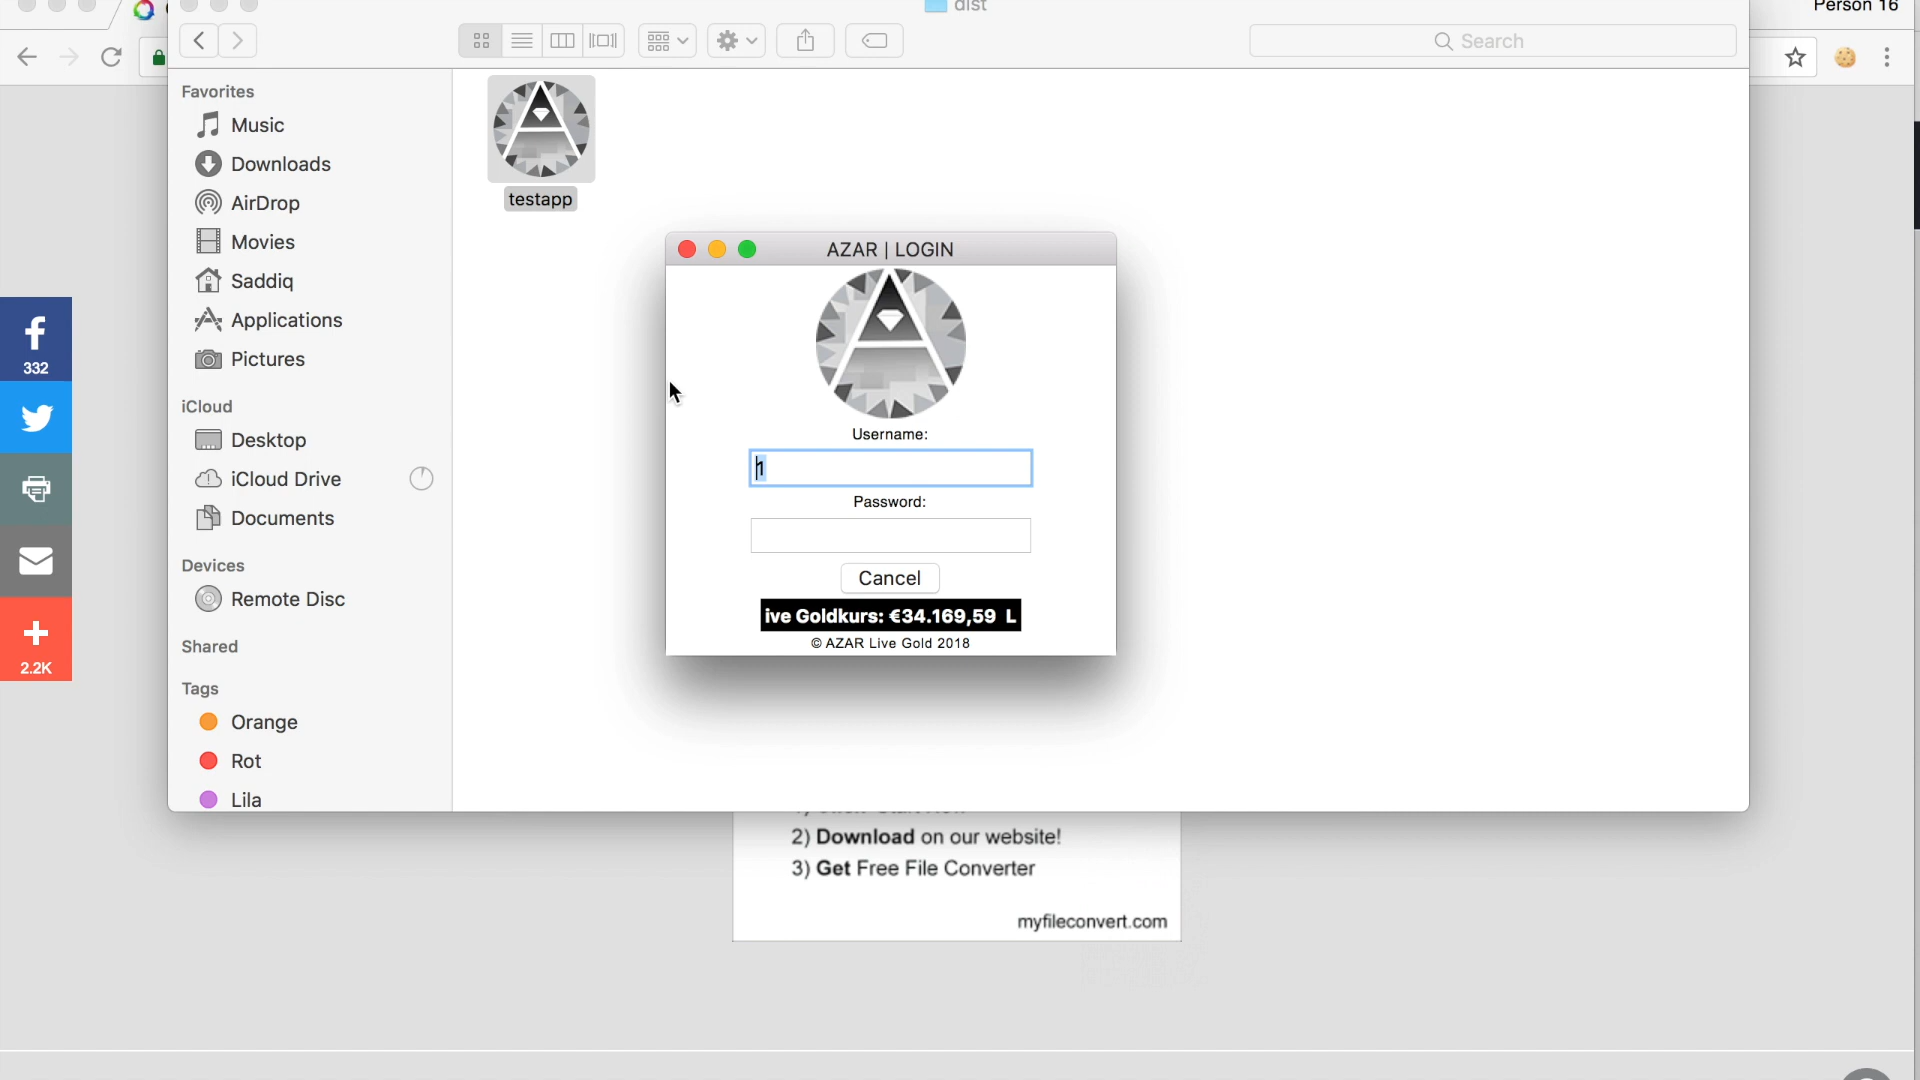 dist
Person 16
Search
Favorites
Music
Downloads
AirDrop
Movies
Saddiq
Applications
Pictures
iCloud
Desktop
iCloud Drive
Documents
Devices
Remote Disc
Shared
Tags
Orange
Rot
Lila
testapp
AZAR | LOGIN
Username:
1
Password:
Cancel
ive Goldkurs: €34.169,59 L
© AZAR Live Gold 2018
332
2.2K
2) Download on our website!
3) Get Free File Converter
myfileconvert.com